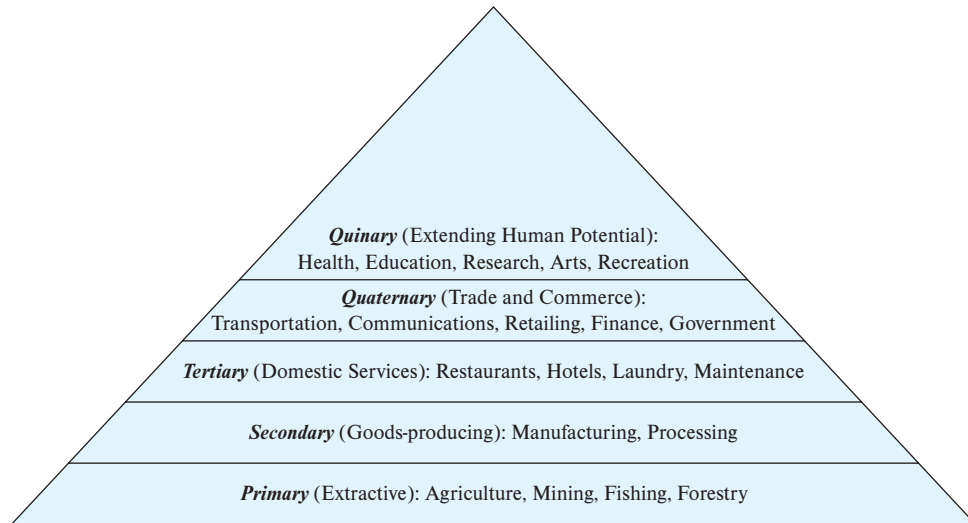 Quinary (Extending Human Potential):
Health, Education, Research, Arts, Recreation
Quaternary (Trade and Commerce):
Transportation, Communications, Retailing, Finance, Government
Tertiary (Domestic Services): Restaurants, Hotels, Laundry, Maintenance
Secondary (Goods-producing): Manufacturing, Processing
Primary (Extractive): Agriculture, Mining, Fishing, Forestry